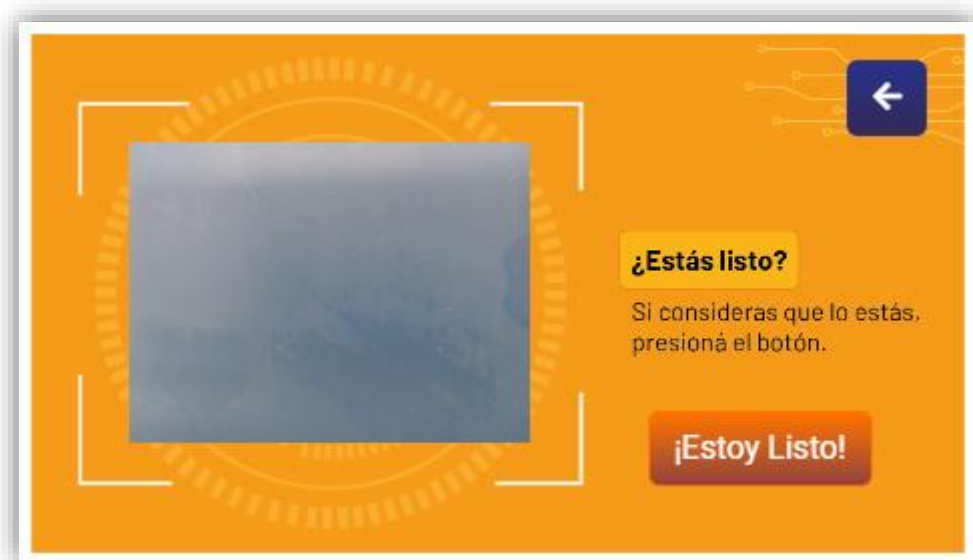 ¿Estás listo?
Si consideras que lo estás,
presioná el botón.
¡Estoy Listo!